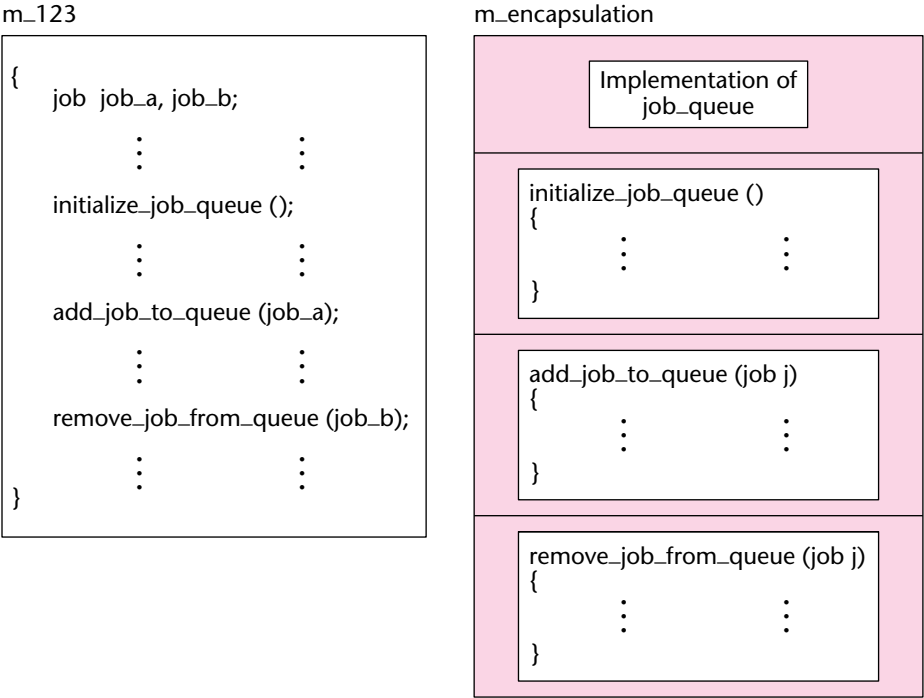 m_123
{
job job_a, job_b;
initialize_job_queue ();
add_job_to_queue (job_a);
remove_job_from_queue (job_b);
}
m_encapsulation
Implementation of
job_queue
initialize_job_queue ()
{
}
add_job_to_queue (job j)
{
}
remove_job_from_queue (job j)
{
}